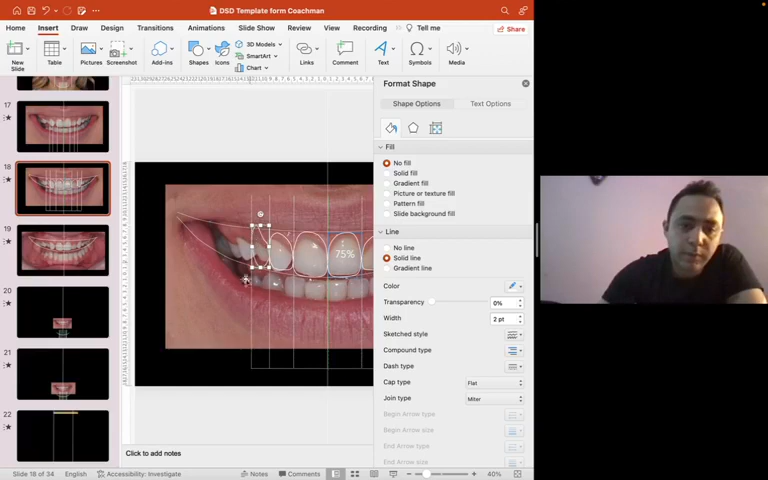 DSD Template form Coachman
Home Insert Draw Design Transitions Animations Slide Show Review View Recording Tell me Share
New Slide Table Pictures Screenshot Add-ins Shapes Icons 3D Models SmartArt Chart Links Comment Text Symbols Media
Format Shape
Shape Options Text Options
Fill
No fill
Solid fill
Gradient fill
Picture or texture fill
Pattern fill
Slide background fill
Line
No line
Solid line
Gradient line
Color
Transparency 0%
Width 2 pt
Sketched style
Compound type
Dash type
Cap type Flat
Join type Miter
Begin Arrow type
Begin Arrow size
End Arrow type
End Arrow size
17
18
19
20
21
22
75%
Click to add notes
Slide 18 of 34 English Accessibility: Investigate Notes Comments 40%